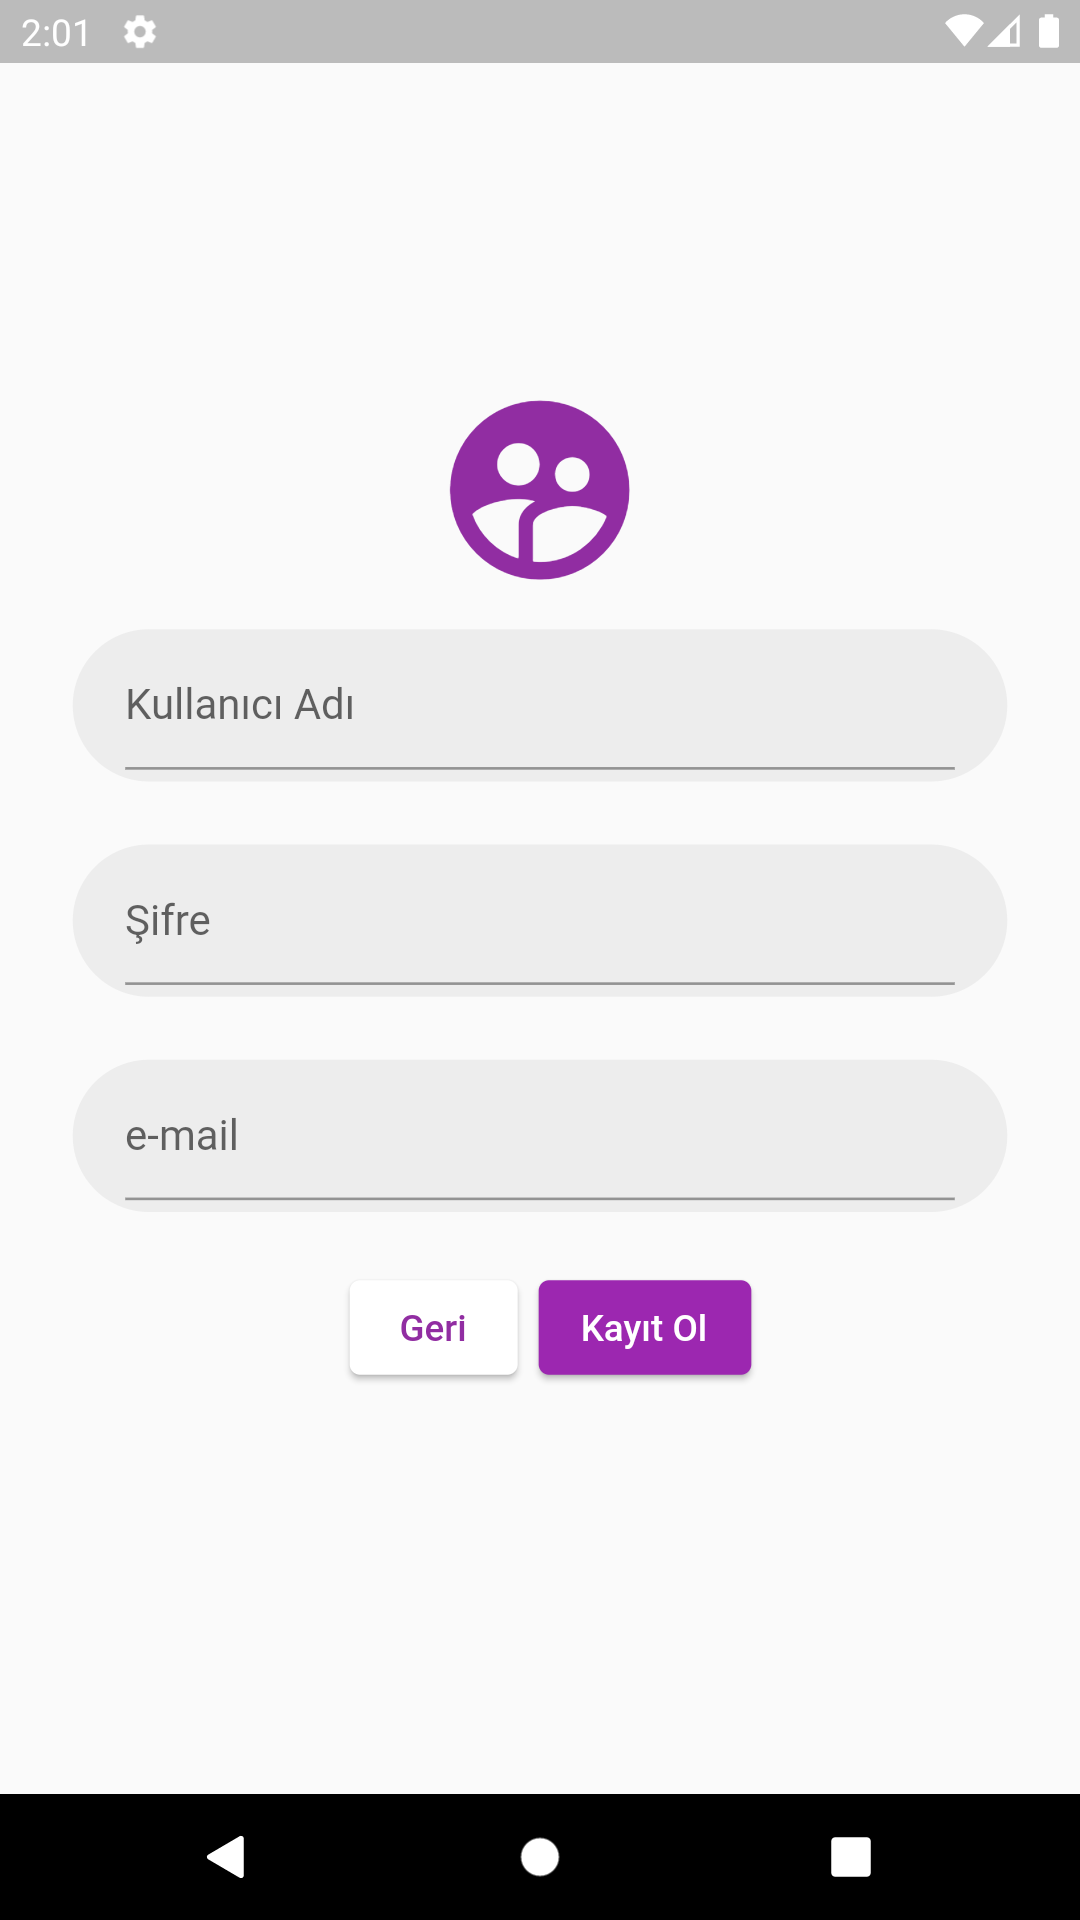 2:01
Kullanıcı Adı
Şifre
e-mail
Geri Kayıt Ol